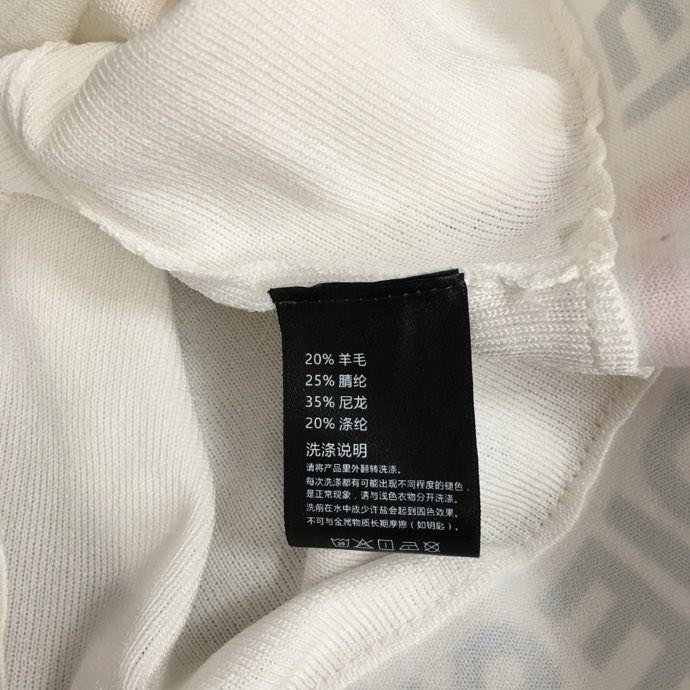 20% 羊毛
25% 腈纶
35% 尼龙
20% 涤纶
洗涤说明
请将产品里外翻转洗涤。
每次洗涤都有可能出现不同程度的褪色，
是正常现象，请与浅色衣物分开洗涤。
洗前在水中放少许盐会起到固色效果。
不可与金属物质长期摩擦（如钥匙）。